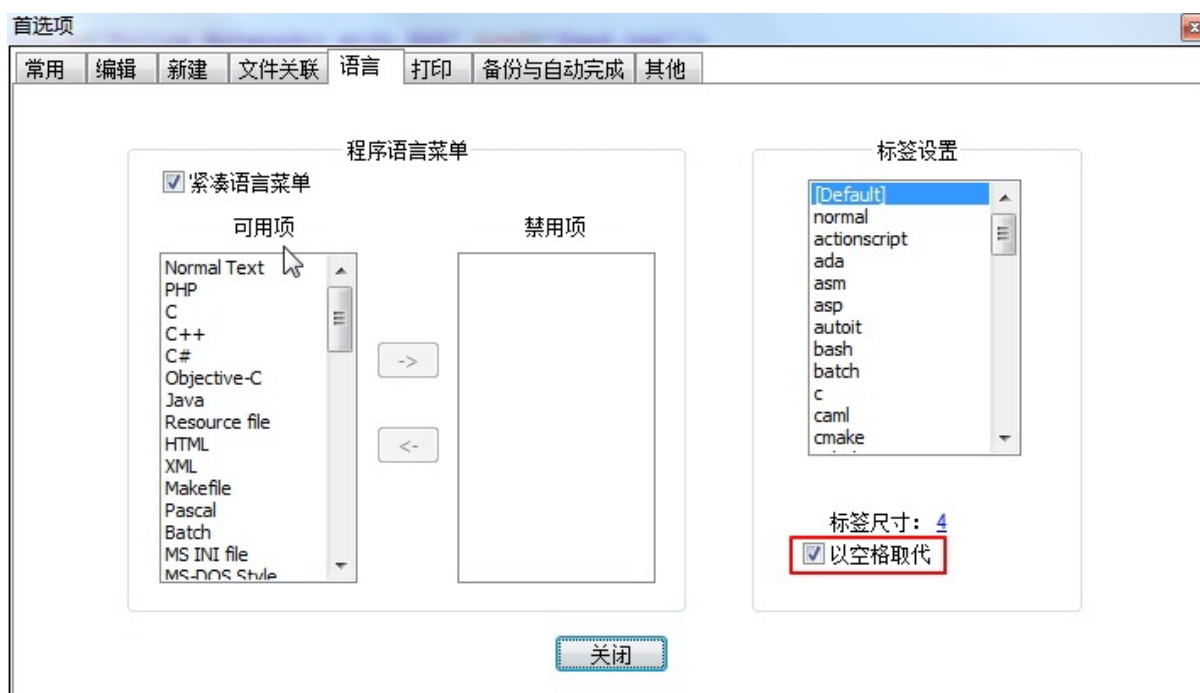 首选项
常用 编辑 新建 文件关联 语言 打印 备份与自动完成 其他
程序语言菜单
紧凑语言菜单
可用项
禁用项
Normal Text
PHP
C
C++
C#
Objective-C
Java
Resource file
HTML
XML
Makefile
Pascal
Batch
MS INI file
MS-DOS Style
->
<-
标签设置
[Default]
normal
actionscript
ada
asm
asp
autoit
bash
batch
c
caml
cmake
标签尺寸: 4
以空格取代
关闭